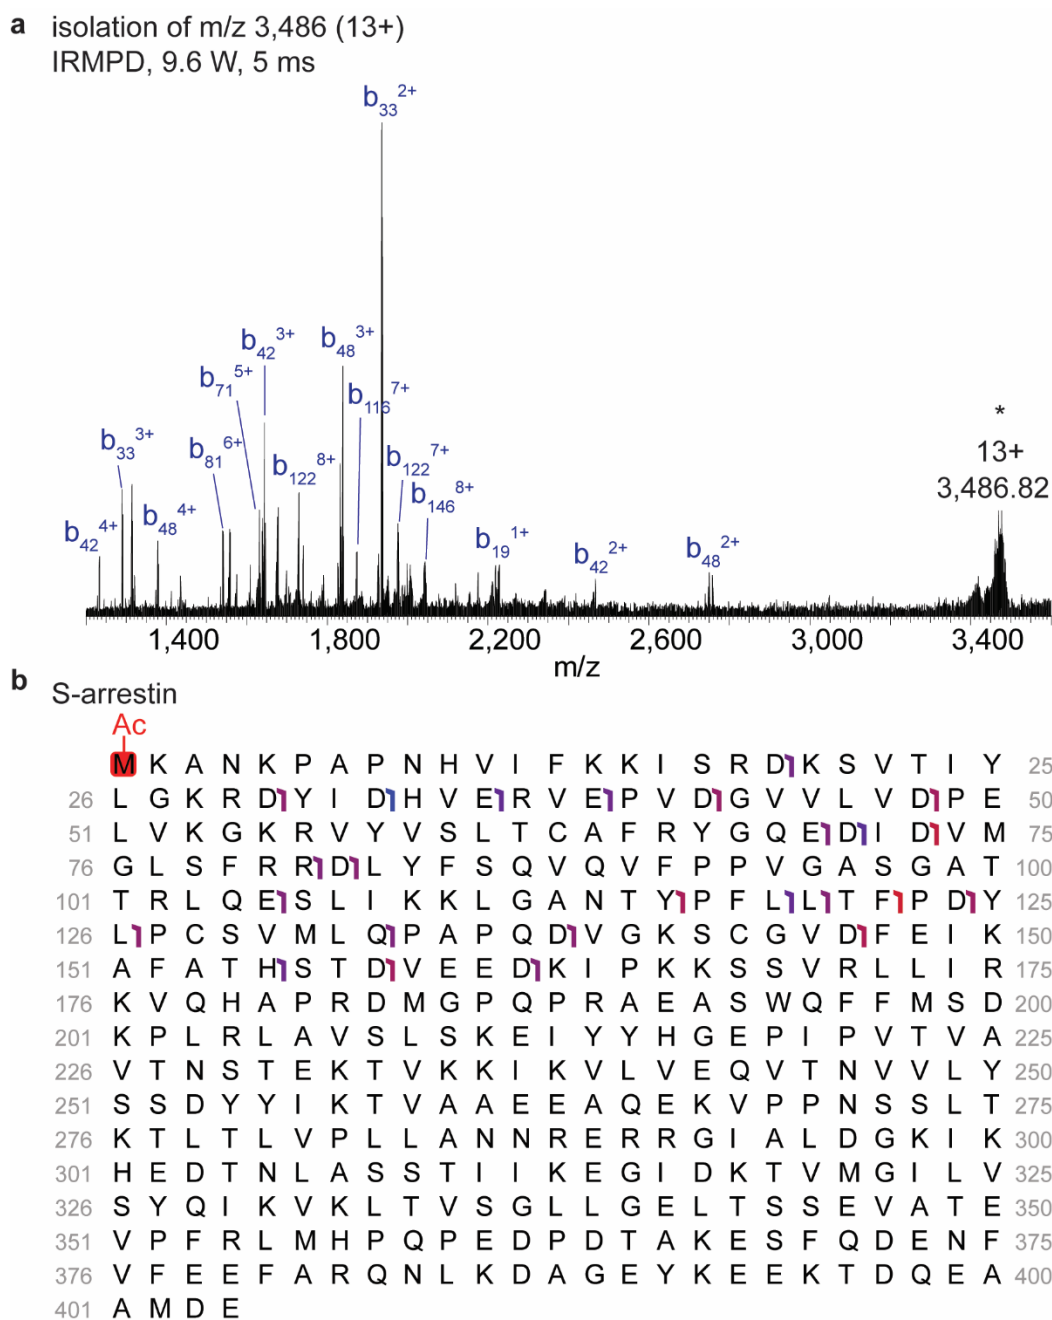 a isolation of m/z 3,486 (13+)
IRMPD, 9.6 W, 5 ms
b33 2+
b42 3+
b48 3+
b71 5+
b116 7+
b33 3+
b81 6+
b122 8+
b122 7+
b146 8+
b42 4+
b48 4+
b19 1+
b42 2+
b48 2+
*
13+
3,486.82
1,400 1,800 2,200 2,600 3,000 3,400
m/z
b S-arrestin
Ac
M K A N K P A P N H V I F K K I S R D K S V T I Y 25
26 L G K R D Y I D H V E R V E P V D G V V L V D P E 50
51 L V K G K R V Y V S L T C A F R Y G Q E D I D V M 75
76 G L S F R R D L Y F S Q V Q V F P P V G A S G A T 100
101 T R L Q E S L I K K L G A N T Y P F L L T F P D Y 125
126 L P C S V M L Q P A P Q D V G K S C G V D F E I K 150
151 A F A T H S T D V E E D K I P K K S S V R L L I R 175
176 K V Q H A P R D M G P Q P R A E A S W Q F F M S D 200
201 K P L R L A V S L S K E I Y Y H G E P I P V T V A 225
226 V T N S T E K T V K K I K V L V E Q V T N V V L Y 250
251 S S D Y Y I K T V A A E E A Q E K V P P N S S L T 275
276 K T L T L V P L L A N N R E R R G I A L D G K I K 300
301 H E D T N L A S S T I I K E G I D K T V M G I L V 325
326 S Y Q I K V K L T V S G L L G E L T S S E V A T E 350
351 V P F R L M H P Q P E D P D T A K E S F Q D E N F 375
376 V F E E F A R Q N L K D A G E Y K E E K T D Q E A 400
401 A M D E